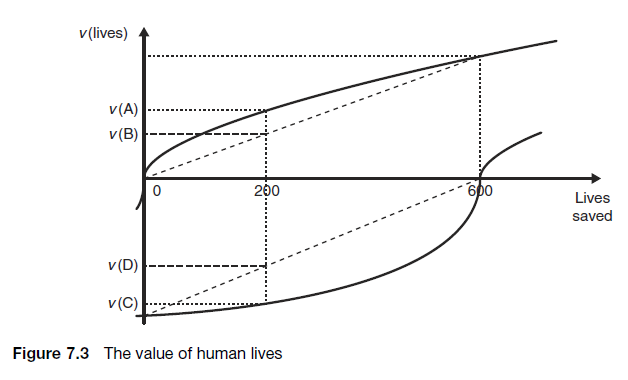 v(lives)
v(A)
v(B)
0 200 600
Lives
saved
v(D)
v(C)
Figure 7.3 The value of human lives